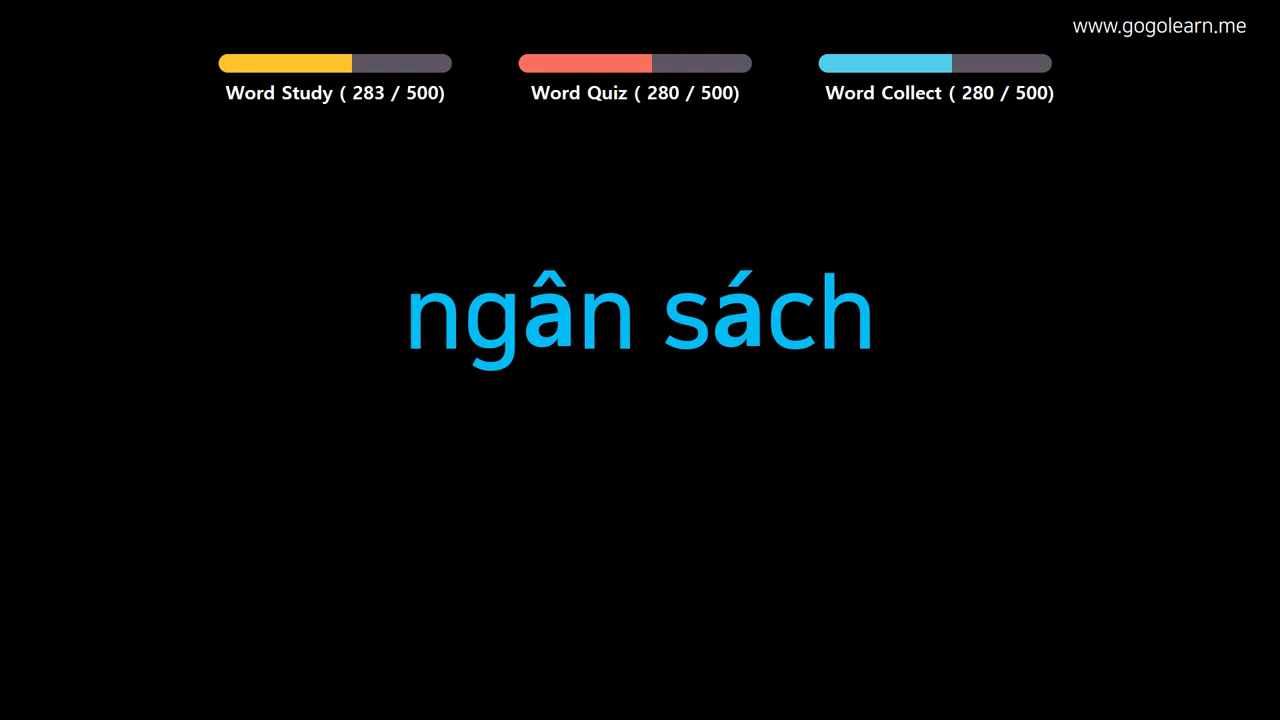 www.gogolearn.me
Word Study ( 283 / 500)
Word Quiz ( 280 / 500)
Word Collect ( 280 / 500)
ngân sách